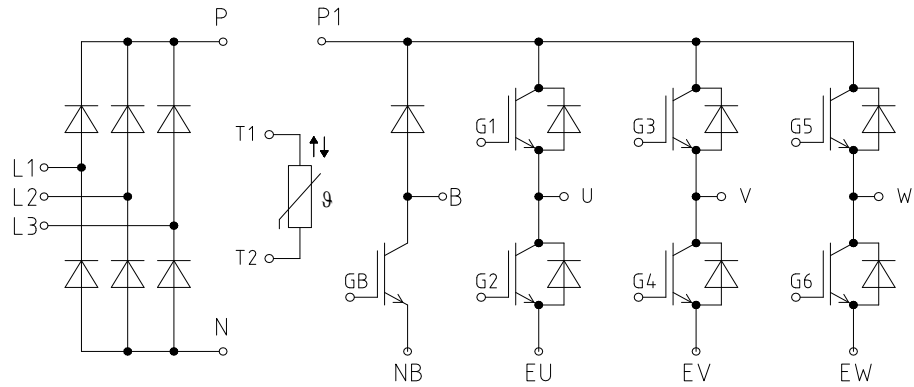 P P1
G1 G3 G5
T1
L1
L2 B U V W
L3 ϑ
T2
GB G2 G4 G6
N
NB EU EV EW